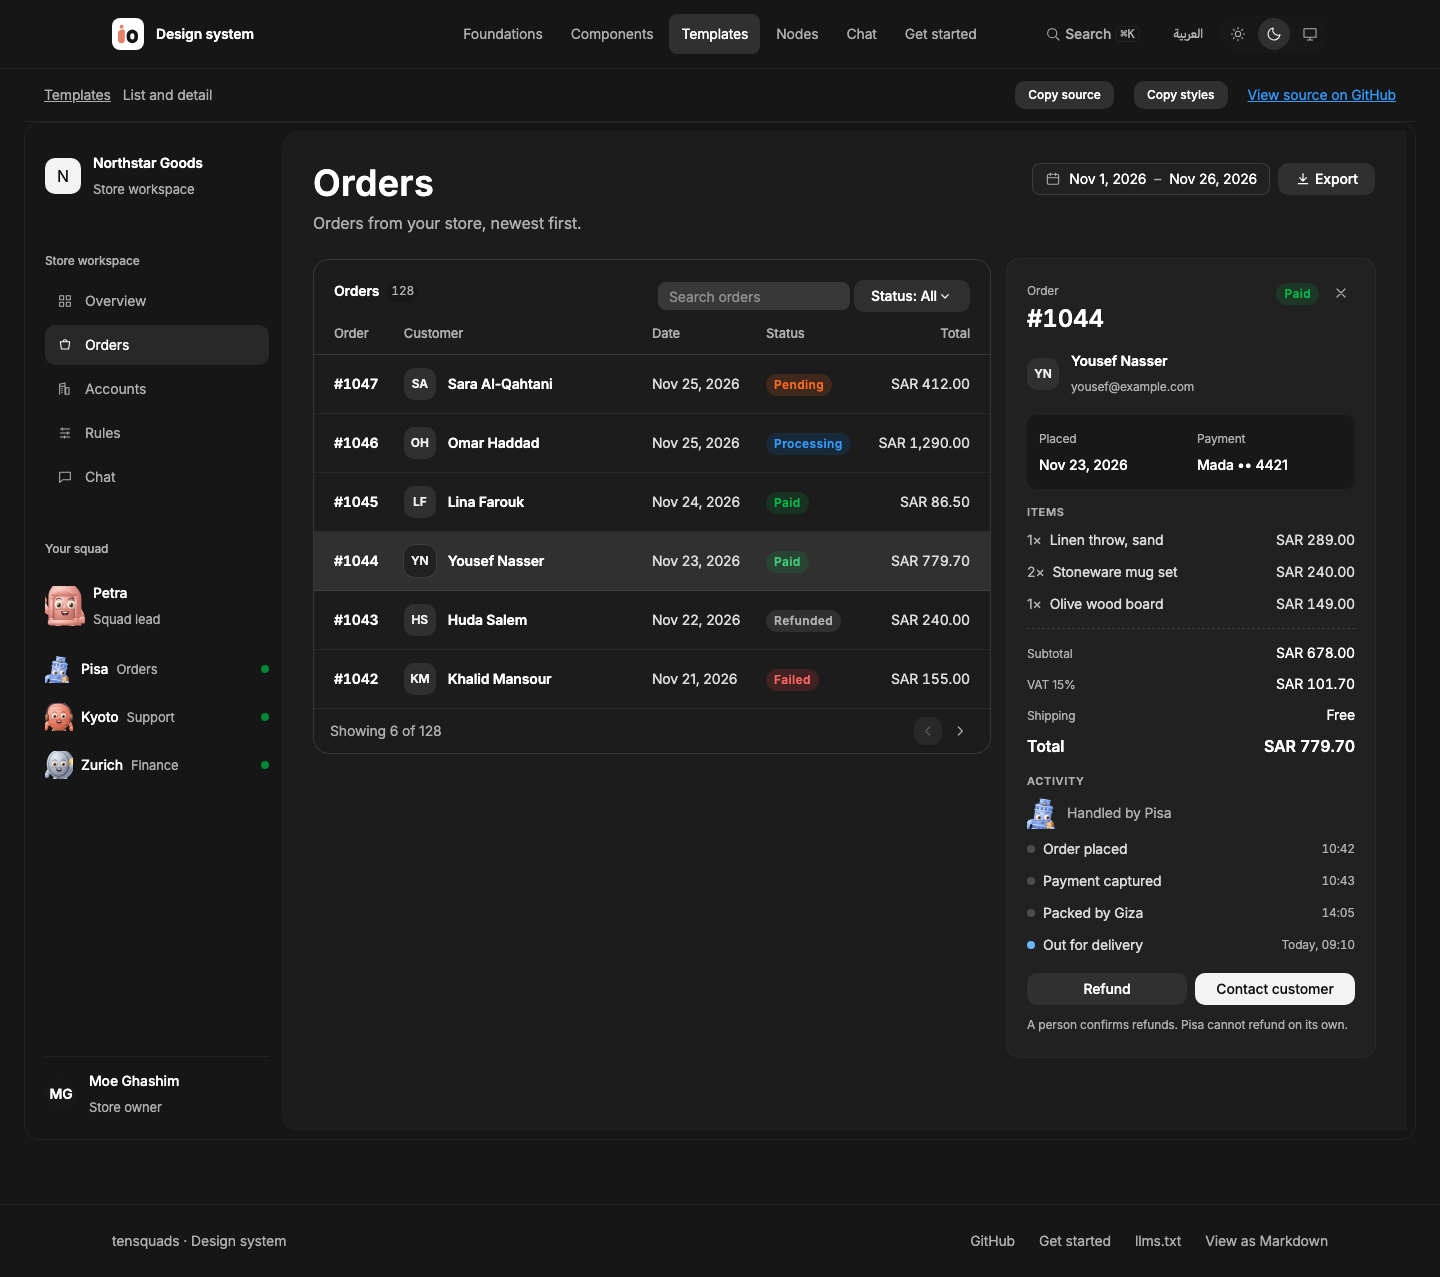 io Design system
Foundations Components Templates Nodes Chat Get started
Search ⌘K العربية
Templates List and detail
Copy source Copy styles View source on GitHub
N Northstar Goods
Store workspace
Store workspace
Overview
Orders
Accounts
Rules
Chat
Your squad
Petra
Squad lead
Pisa Orders
Kyoto Support
Zurich Finance
MG Moe Ghashim
Store owner
Orders
Orders from your store, newest first.
Nov 1, 2026 – Nov 26, 2026 Export
Orders 128 Search orders Status: All
Order Customer Date Status Total
#1047 SA Sara Al-Qahtani Nov 25, 2026 Pending SAR 412.00
#1046 OH Omar Haddad Nov 25, 2026 Processing SAR 1,290.00
#1045 LF Lina Farouk Nov 24, 2026 Paid SAR 86.50
#1044 YN Yousef Nasser Nov 23, 2026 Paid SAR 779.70
#1043 HS Huda Salem Nov 22, 2026 Refunded SAR 240.00
#1042 KM Khalid Mansour Nov 21, 2026 Failed SAR 155.00
Showing 6 of 128
Order Paid
#1044
YN Yousef Nasser
yousef@example.com
Placed Payment
Nov 23, 2026 Mada •• 4421
ITEMS
1× Linen throw, sand SAR 289.00
2× Stoneware mug set SAR 240.00
1× Olive wood board SAR 149.00
Subtotal SAR 678.00
VAT 15% SAR 101.70
Shipping Free
Total SAR 779.70
ACTIVITY
Handled by Pisa
Order placed 10:42
Payment captured 10:43
Packed by Giza 14:05
Out for delivery Today, 09:10
Refund Contact customer
A person confirms refunds. Pisa cannot refund on its own.
tensquads · Design system
GitHub Get started llms.txt View as Markdown